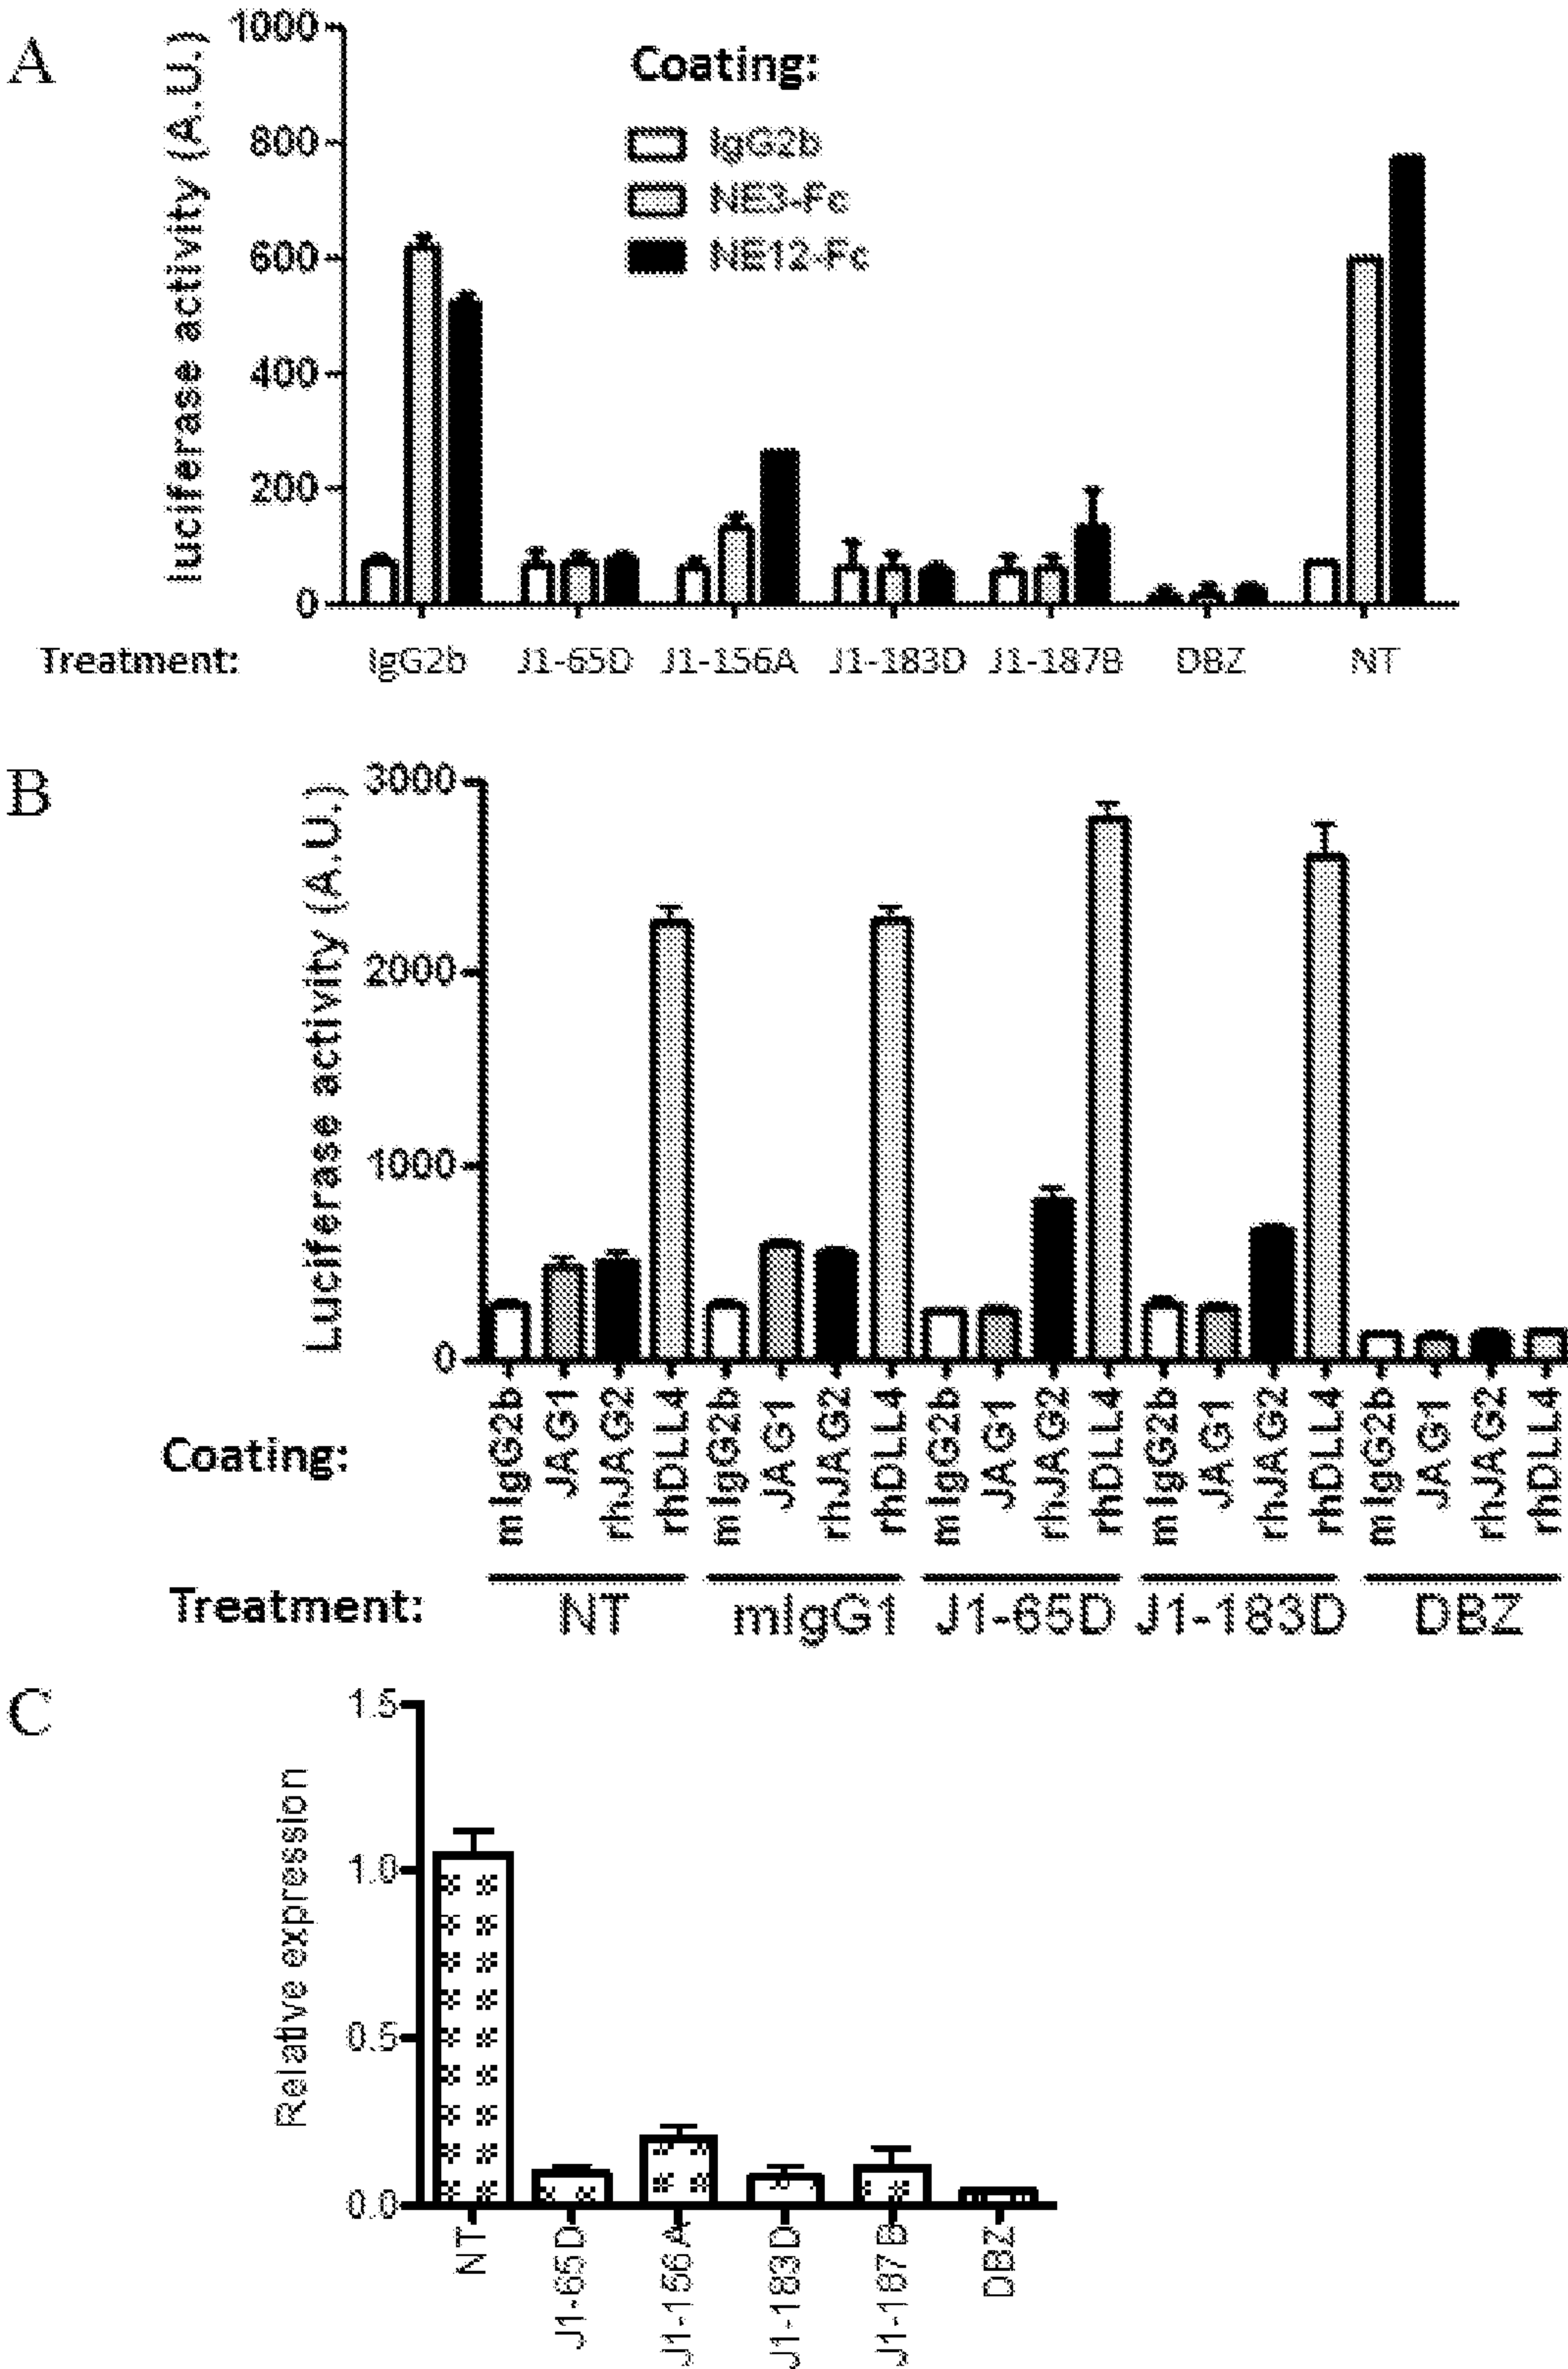 A
1000
800
600
400
200
0
luciferase activity (A.U.)
Coating:
IgG2b
NE3-Fc
NE12-Fc
Treatment: IgG2b J1-65D J1-156A J1-183D J1-187B DBZ NT
B
3000
2000
1000
0
Luciferase activity (A.U.)
Coating: mIgG2b JAG1 rhJAG2 rhDLL4 mIgG2b JAG1 rhJAG2 rhDLL4 mIgG2b JAG1 rhJAG2 rhDLL4 mIgG2b JAG1 rhJAG2 rhDLL4 mIgG2b JAG1 rhJAG2 rhDLL4
Treatment: NT mIgG1 J1-65D J1-183D DBZ
C
1.5
1.0
0.5
0.0
Relative expression
NT J1-65D J1-156A J1-183D J1-187B DBZ